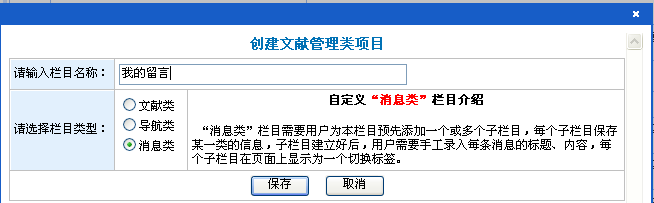 创建文献管理类项目
请输入栏目名称：
我的留言
请选择栏目类型：
文献类
导航类
消息类
自定义“消息类”栏目介绍
“消息类”栏目需要用户为本栏目预先添加一个或多个子栏目，每个子栏目保存
某一类的信息，子栏目建立好后，用户需要手工录入每条消息的标题、内容，每
个子栏目在页面上显示为一个切换标签。
保存
取消